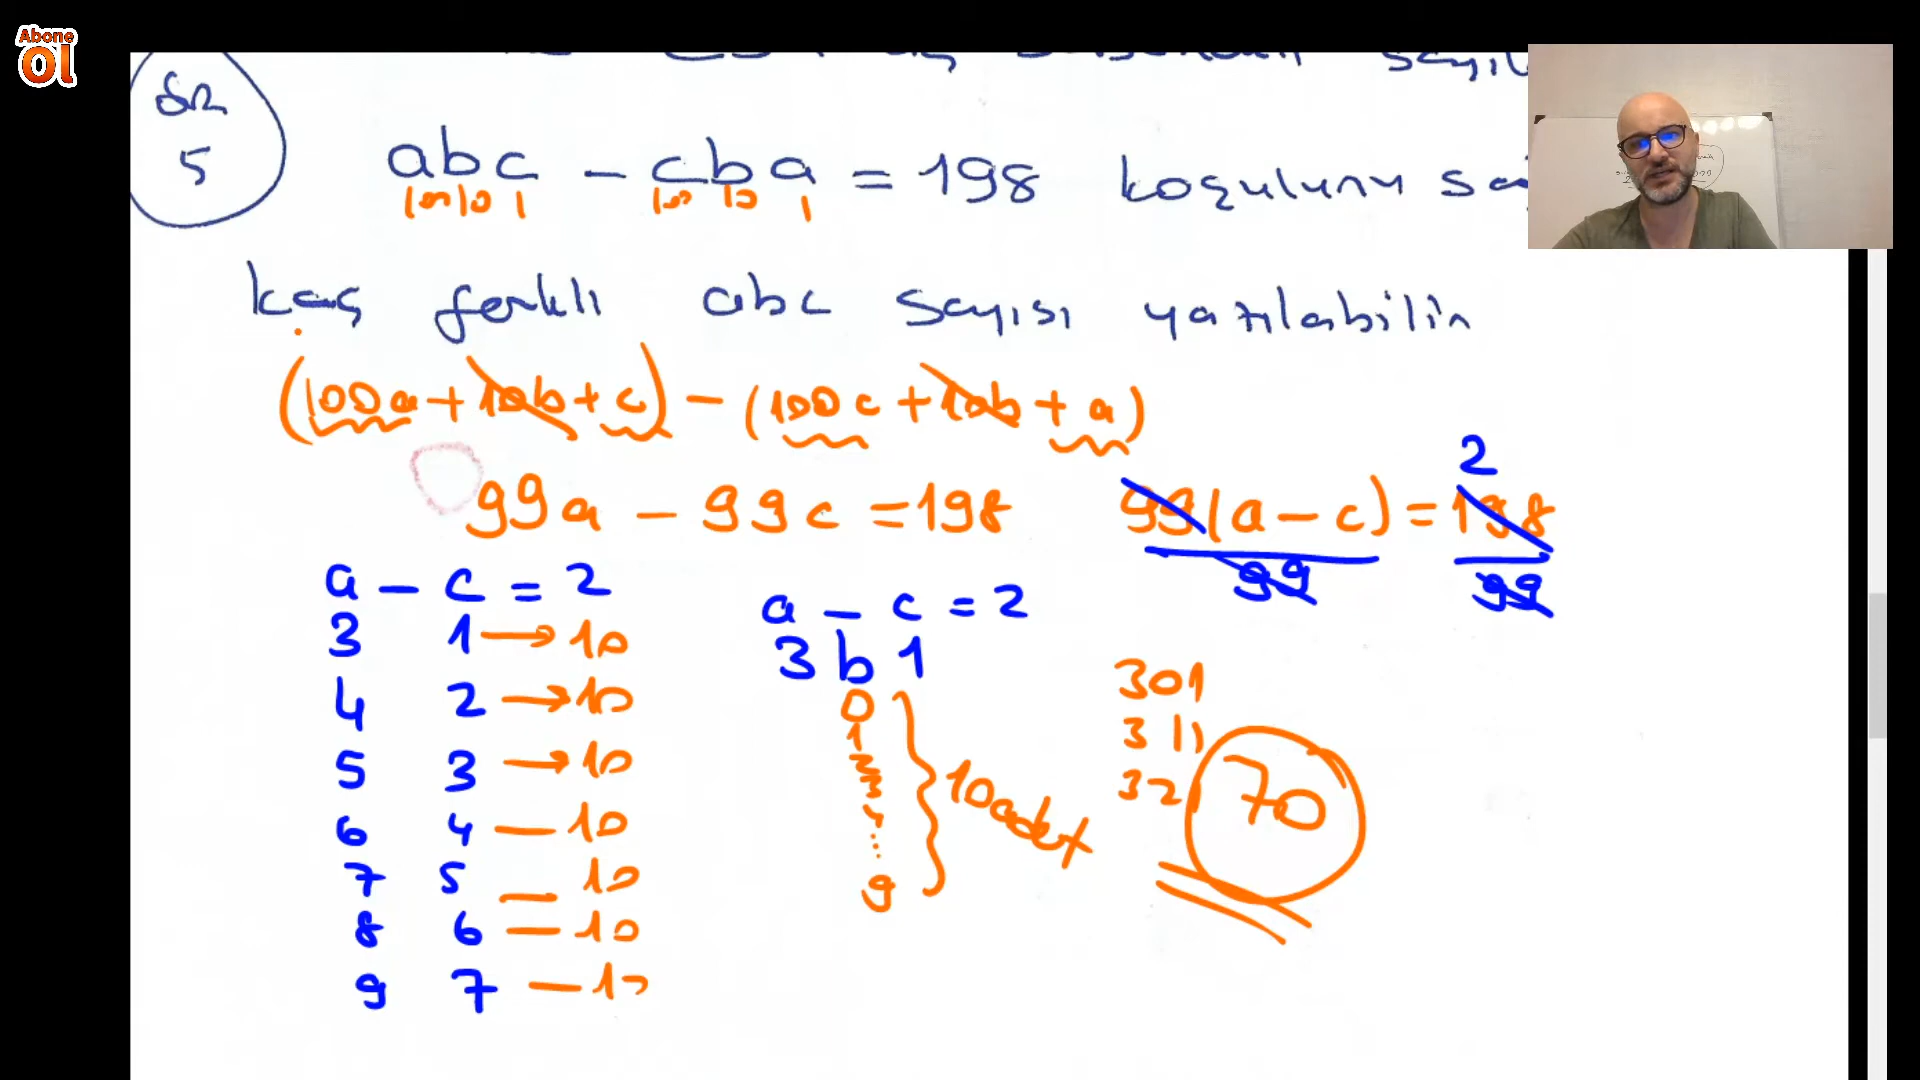 Abone
Ol
ÖR
5
abc - cba = 198 koşulunu
100 10 1 100 10 1
kaç farklı abc sayısı yazılabilir
(100a + 10b + c) - (100c + 10b + a)
99a - 99c = 198
99(a - c) = 198 2
99 99
a - c = 2
3 1 → 10
4 2 → 10
5 3 → 10
6 4 — 10
7 5 — 10
8 6 — 10
9 7 — 10
a - c = 2
3 b 1
0
1
9
10 adet
301
311
321
70